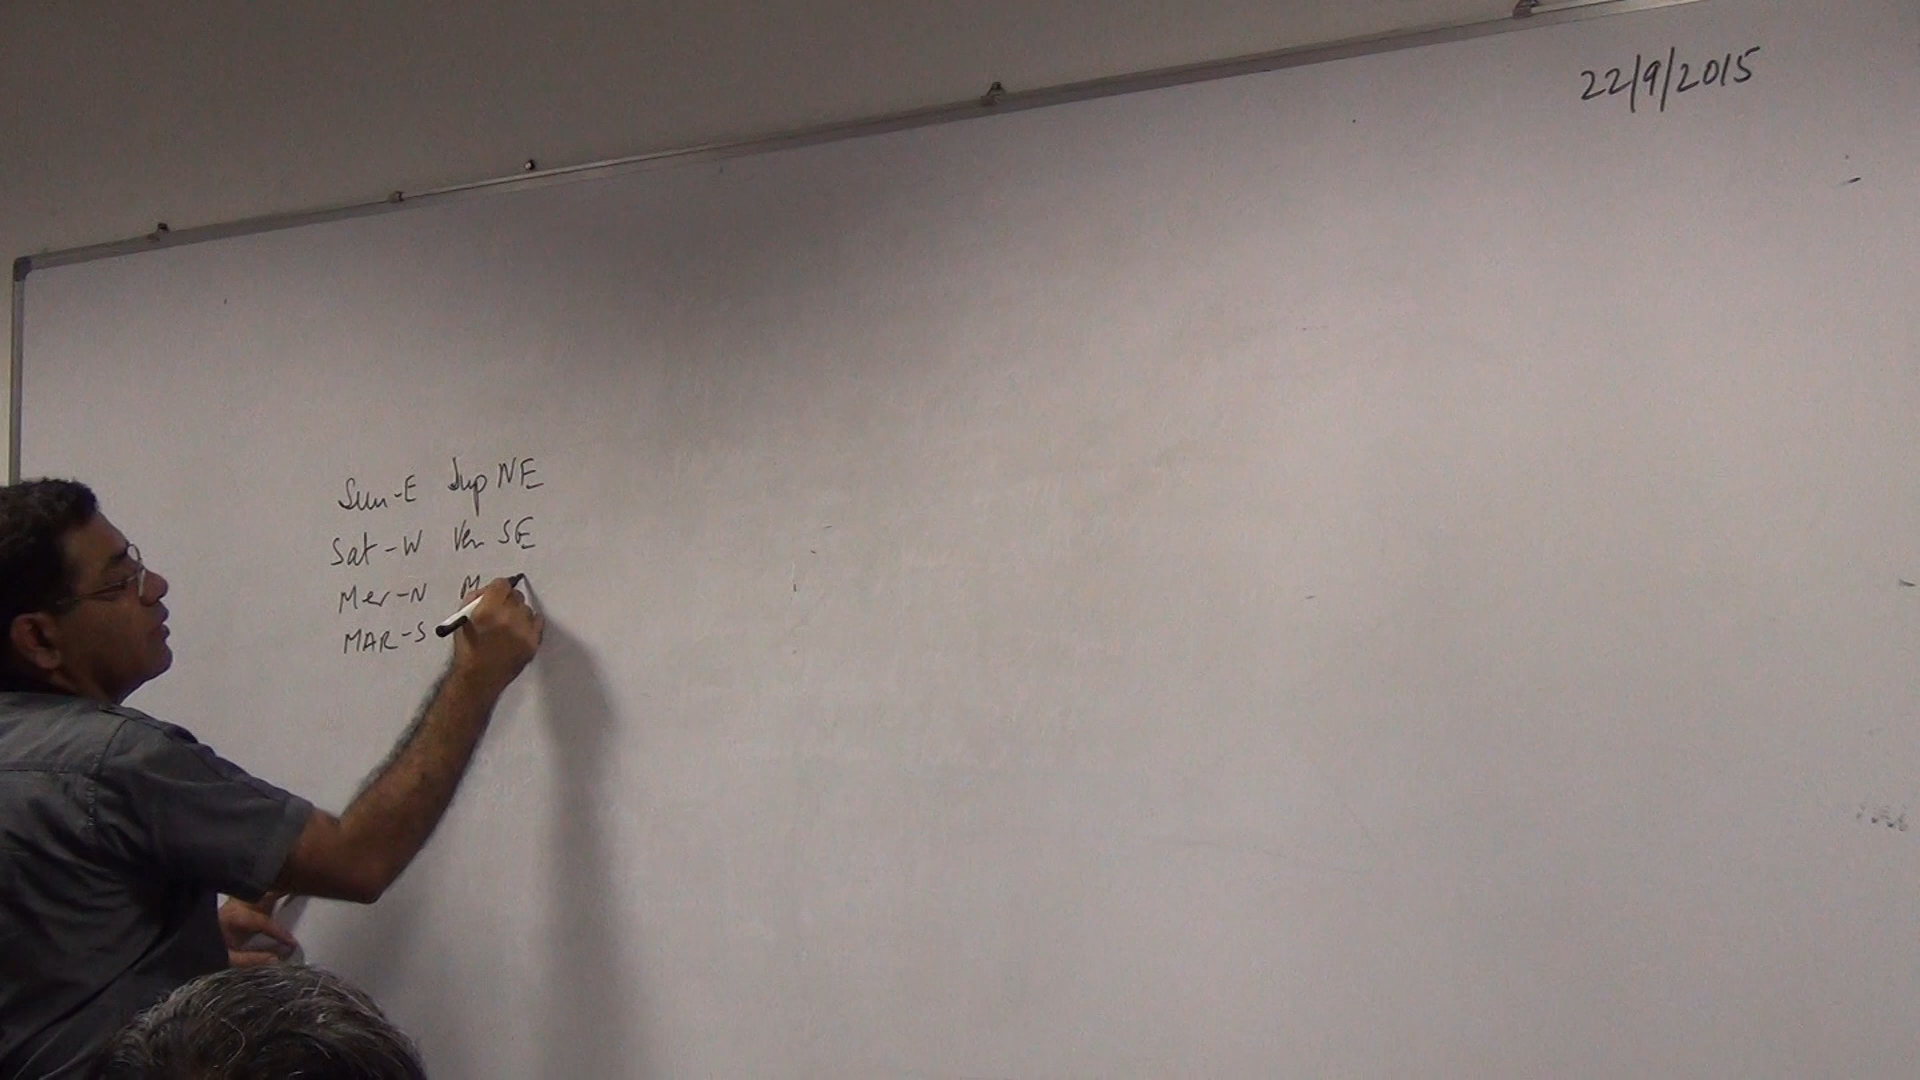 22/9/2015
Sun-E Jup NE
Sat-W Ven SE
Mer-N M
MAR-S